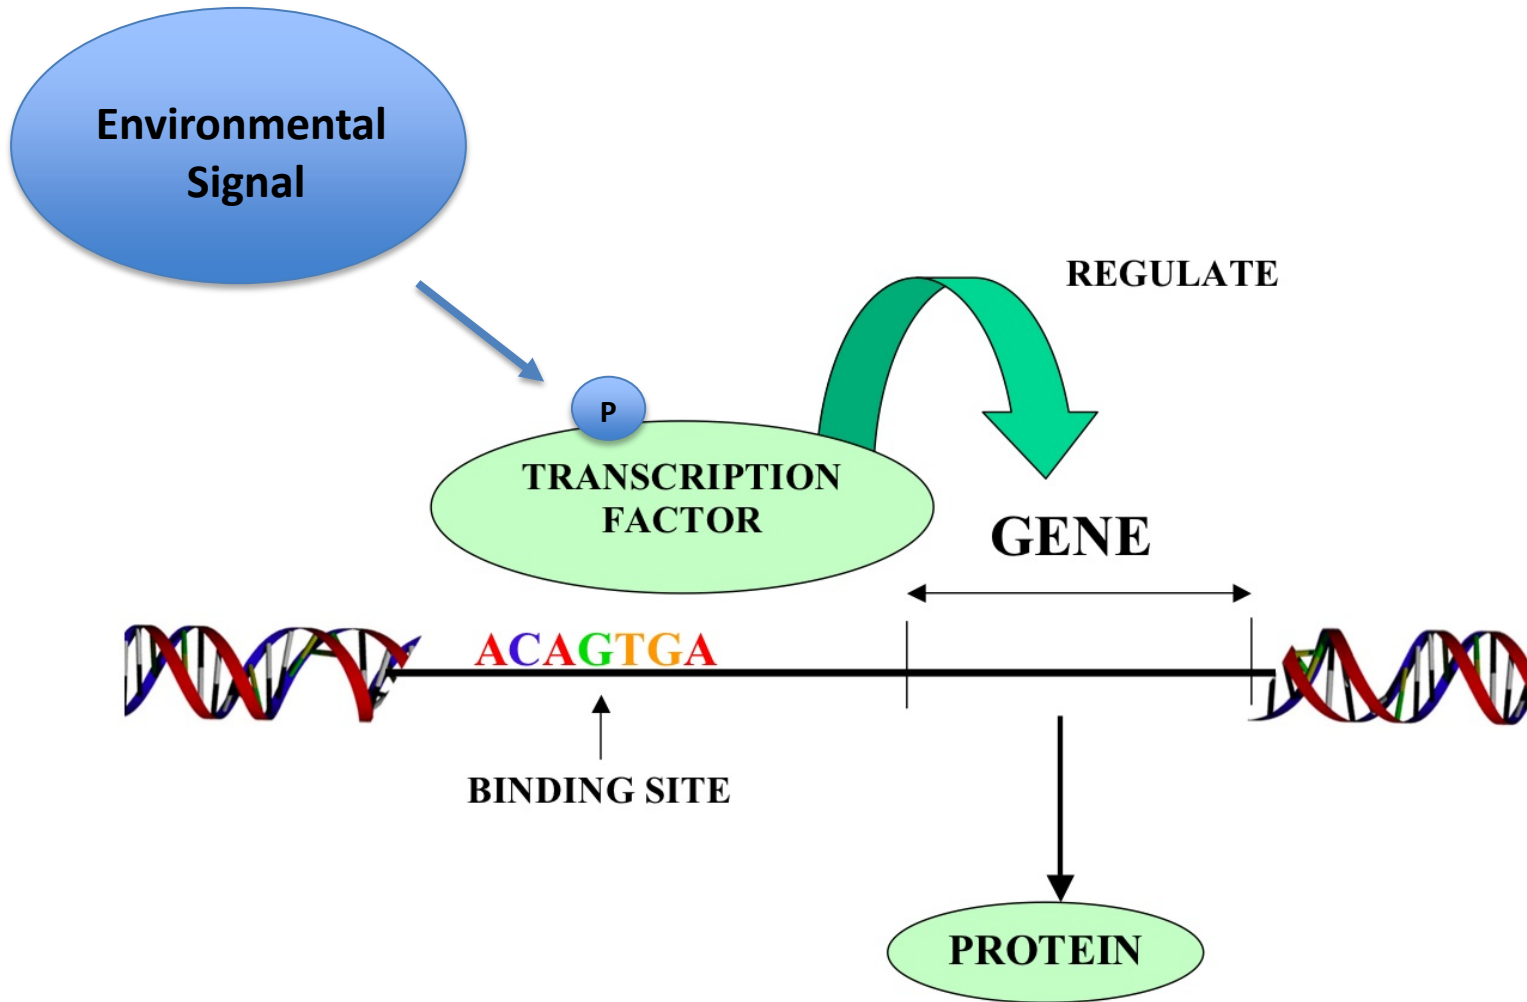 Environmental
Signal
REGULATE
P
TRANSCRIPTION
FACTOR
GENE
ACAGTGA
BINDING SITE
PROTEIN